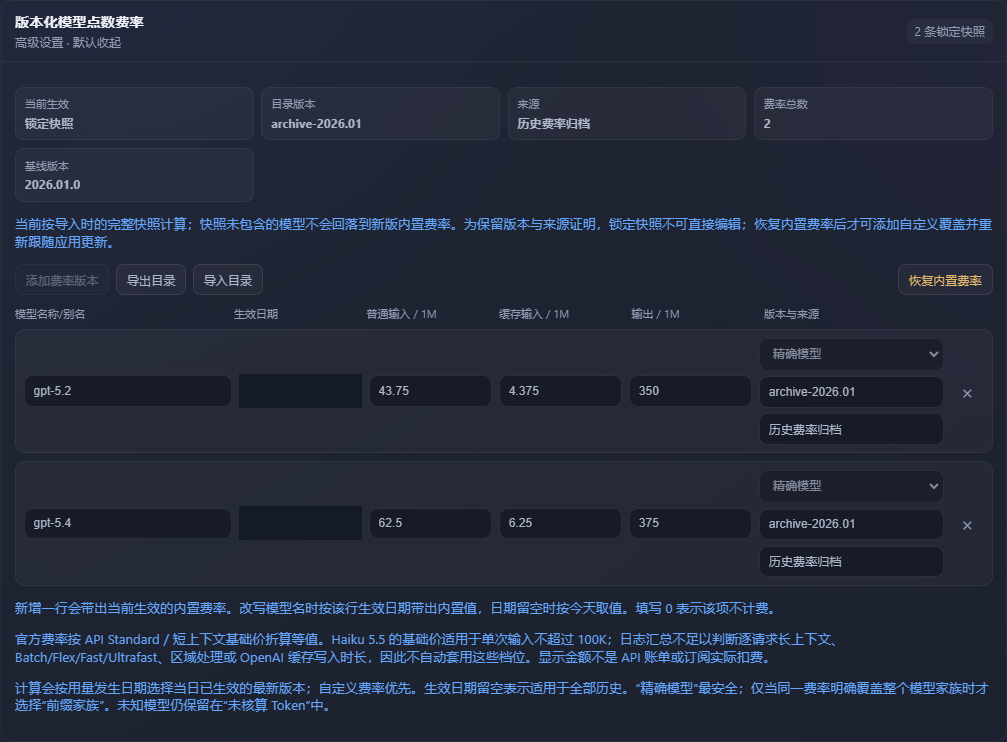 版本化模型点数费率
高级设置 · 默认收起
2 条锁定快照
当前生效
锁定快照
目录版本
archive-2026.01
来源
历史费率归档
费率总数
2
基线版本
2026.01.0
当前按导入时的完整快照计算；快照未包含的模型不会回落到新版内置费率。为保留版本与来源证明，锁定快照不可直接编辑；恢复内置费率后才可添加自定义覆盖并重
新跟随应用更新。
添加费率版本
导出目录
导入目录
恢复内置费率
模型名称/别名
生效日期
普通输入 / 1M
缓存输入 / 1M
输出 / 1M
版本与来源
精确模型
gpt-5.2
43.75
4.375
350
archive-2026.01
×
历史费率归档
精确模型
gpt-5.4
62.5
6.25
375
archive-2026.01
×
历史费率归档
新增一行会带出当前生效的内置费率。改写模型名时按该行生效日期带出内置值，日期留空时按今天取值。填写 0 表示该项不计费。
官方费率按 API Standard / 短上下文基础价折算等值。Haiku 5.5 的基础价适用于单次输入不超过 100K；日志汇总不足以判断逐请求长上下文、
Batch/Flex/Fast/Ultrafast、区域处理或 OpenAI 缓存写入时长，因此不自动套用这些档位。显示金额不是 API 账单或订阅实际扣费。
计算会按用量发生日期选择当日已生效的最新版本；自定义费率优先。生效日期留空表示适用于全部历史。“精确模型”最安全；仅当同一费率明确覆盖整个模型家族时才
选择“前缀家族”。未知模型仍保留在“未核算 Token”中。